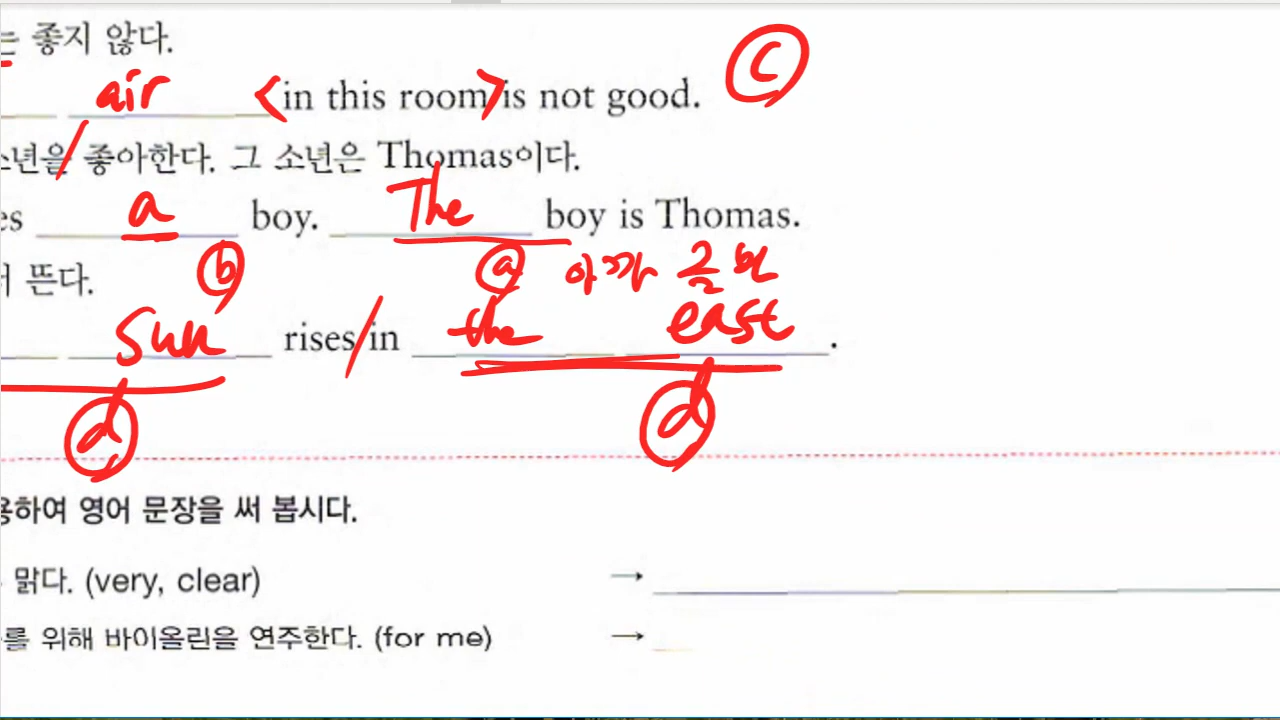 는 좋지 않다.
air <in this room> is not good. ⓒ
소년을/ 좋아한다. 그 소년은 Thomas이다.
es a boy. The boy is Thomas.
ⓑ ⓐ 아까 그 boy
뜬다.
sun rises/in the east.
ⓓ ⓓ
용하여 영어 문장을 써 봅시다.
맑다. (very, clear) →
를 위해 바이올린을 연주한다. (for me) →